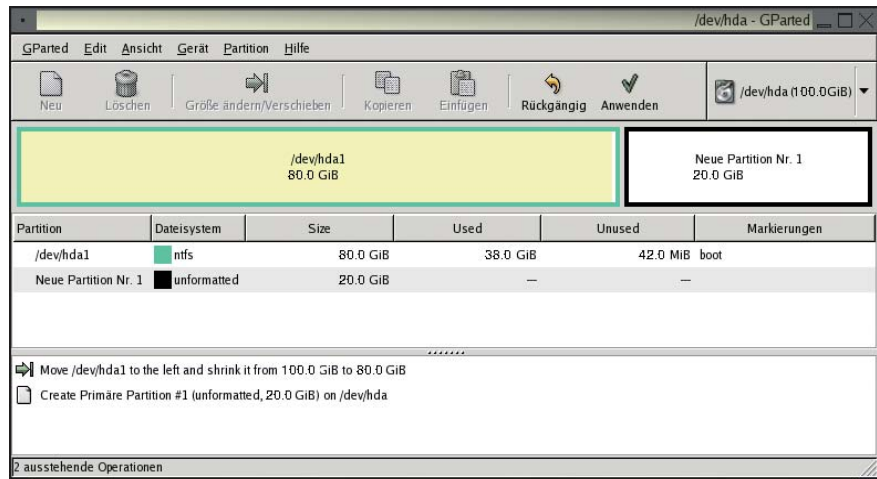 /dev/hda - GParted
GParted Edit Ansicht Gerät Partition Hilfe
Neu Löschen Größe ändern/Verschieben Kopieren Einfügen Rückgängig Anwenden /dev/hda (100.0GiB)
/dev/hda1
80.0 GiB
Neue Partition Nr. 1
20.0 GiB
Partition Dateisystem Size Used Unused Markierungen
/dev/hda1 ntfs 80.0 GiB 38.0 GiB 42.0 MiB boot
Neue Partition Nr. 1 unformatted 20.0 GiB — —
Move /dev/hda1 to the left and shrink it from 100.0 GiB to 80.0 GiB
Create Primäre Partition #1 (unformatted, 20.0 GiB) on /dev/hda
2 ausstehende Operationen